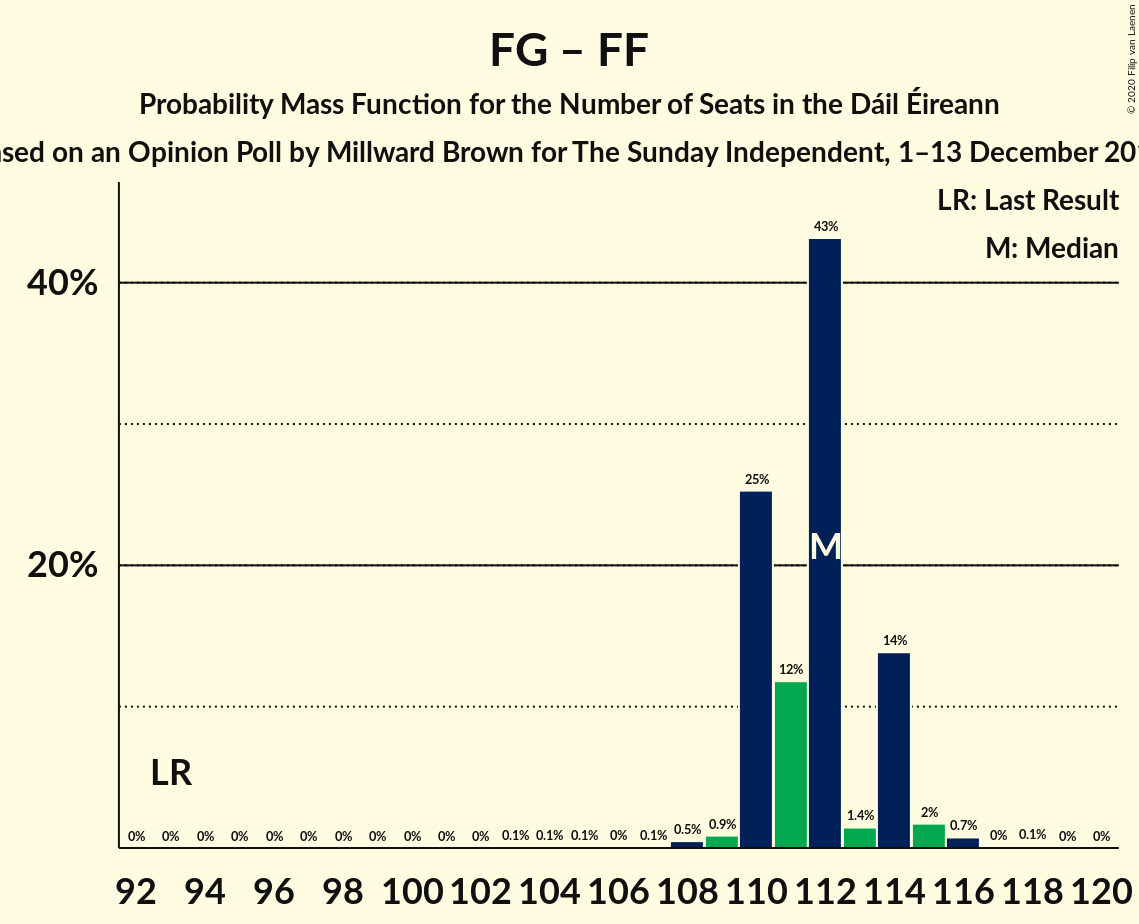 FG – FF
Probability Mass Function for the Number of Seats in the Dáil Éireann
on an Opinion Poll by Millward Brown for The Sunday Independent, 1–13 December
© 2020 Filip van Laenen
LR: Last Result
M: Median
40%
20%
43%
25%
M
14%
12%
LR
0% 0% 0% 0% 0% 0% 0% 0% 0% 0% 0% 0.1% 0.1% 0.1% 0% 0.1% 0.5% 0.9% 1.4% 2% 0.7% 0% 0.1% 0% 0%
92 94 96 98 100 102 104 106 108 110 112 114 116 118 120